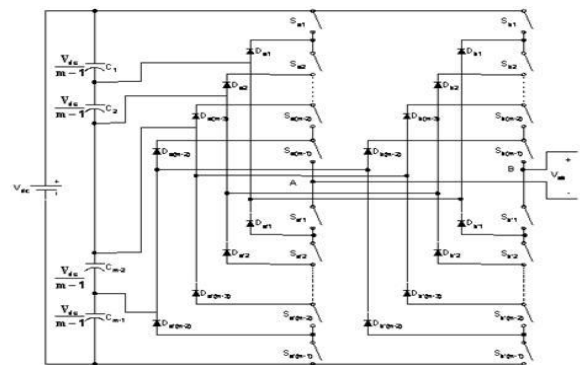 Sa1
Sb1
Vdc
m−1
C1
Da1
Db1
Sa2
Sb2
Vdc
m−1
C2
Da2
Db2
Da(m-3)
Db(m-3)
Sa(m-2)
Sb(m-2)
Da(m-2)
Db(m-2)
Sa(m-1)
Sb(m-1)
B
+
Vdc
+
A
Vab
-
Da'1
Db'1
Sa'1
Sb'1
Vdc
m−1
Cm-2
Da'2
Db'2
Sa'2
Sb'2
Da'(m-3)
Db'(m-3)
Vdc
m−1
Cm-1
Sa'(m-2)
Sb'(m-2)
Da'(m-2)
Db'(m-2)
Sa'(m-1)
Sb'(m-1)